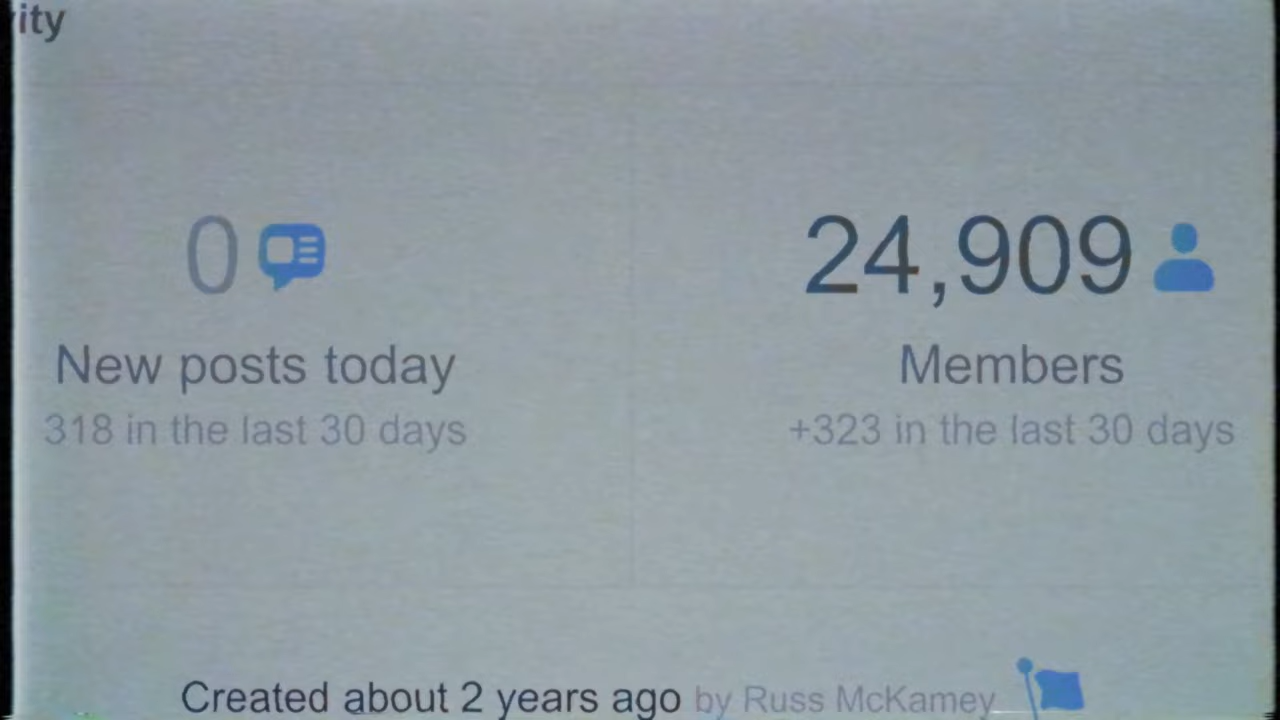 ity
0
New posts today
318 in the last 30 days
24,909
Members
+323 in the last 30 days
Created about 2 years ago by Russ McKamey